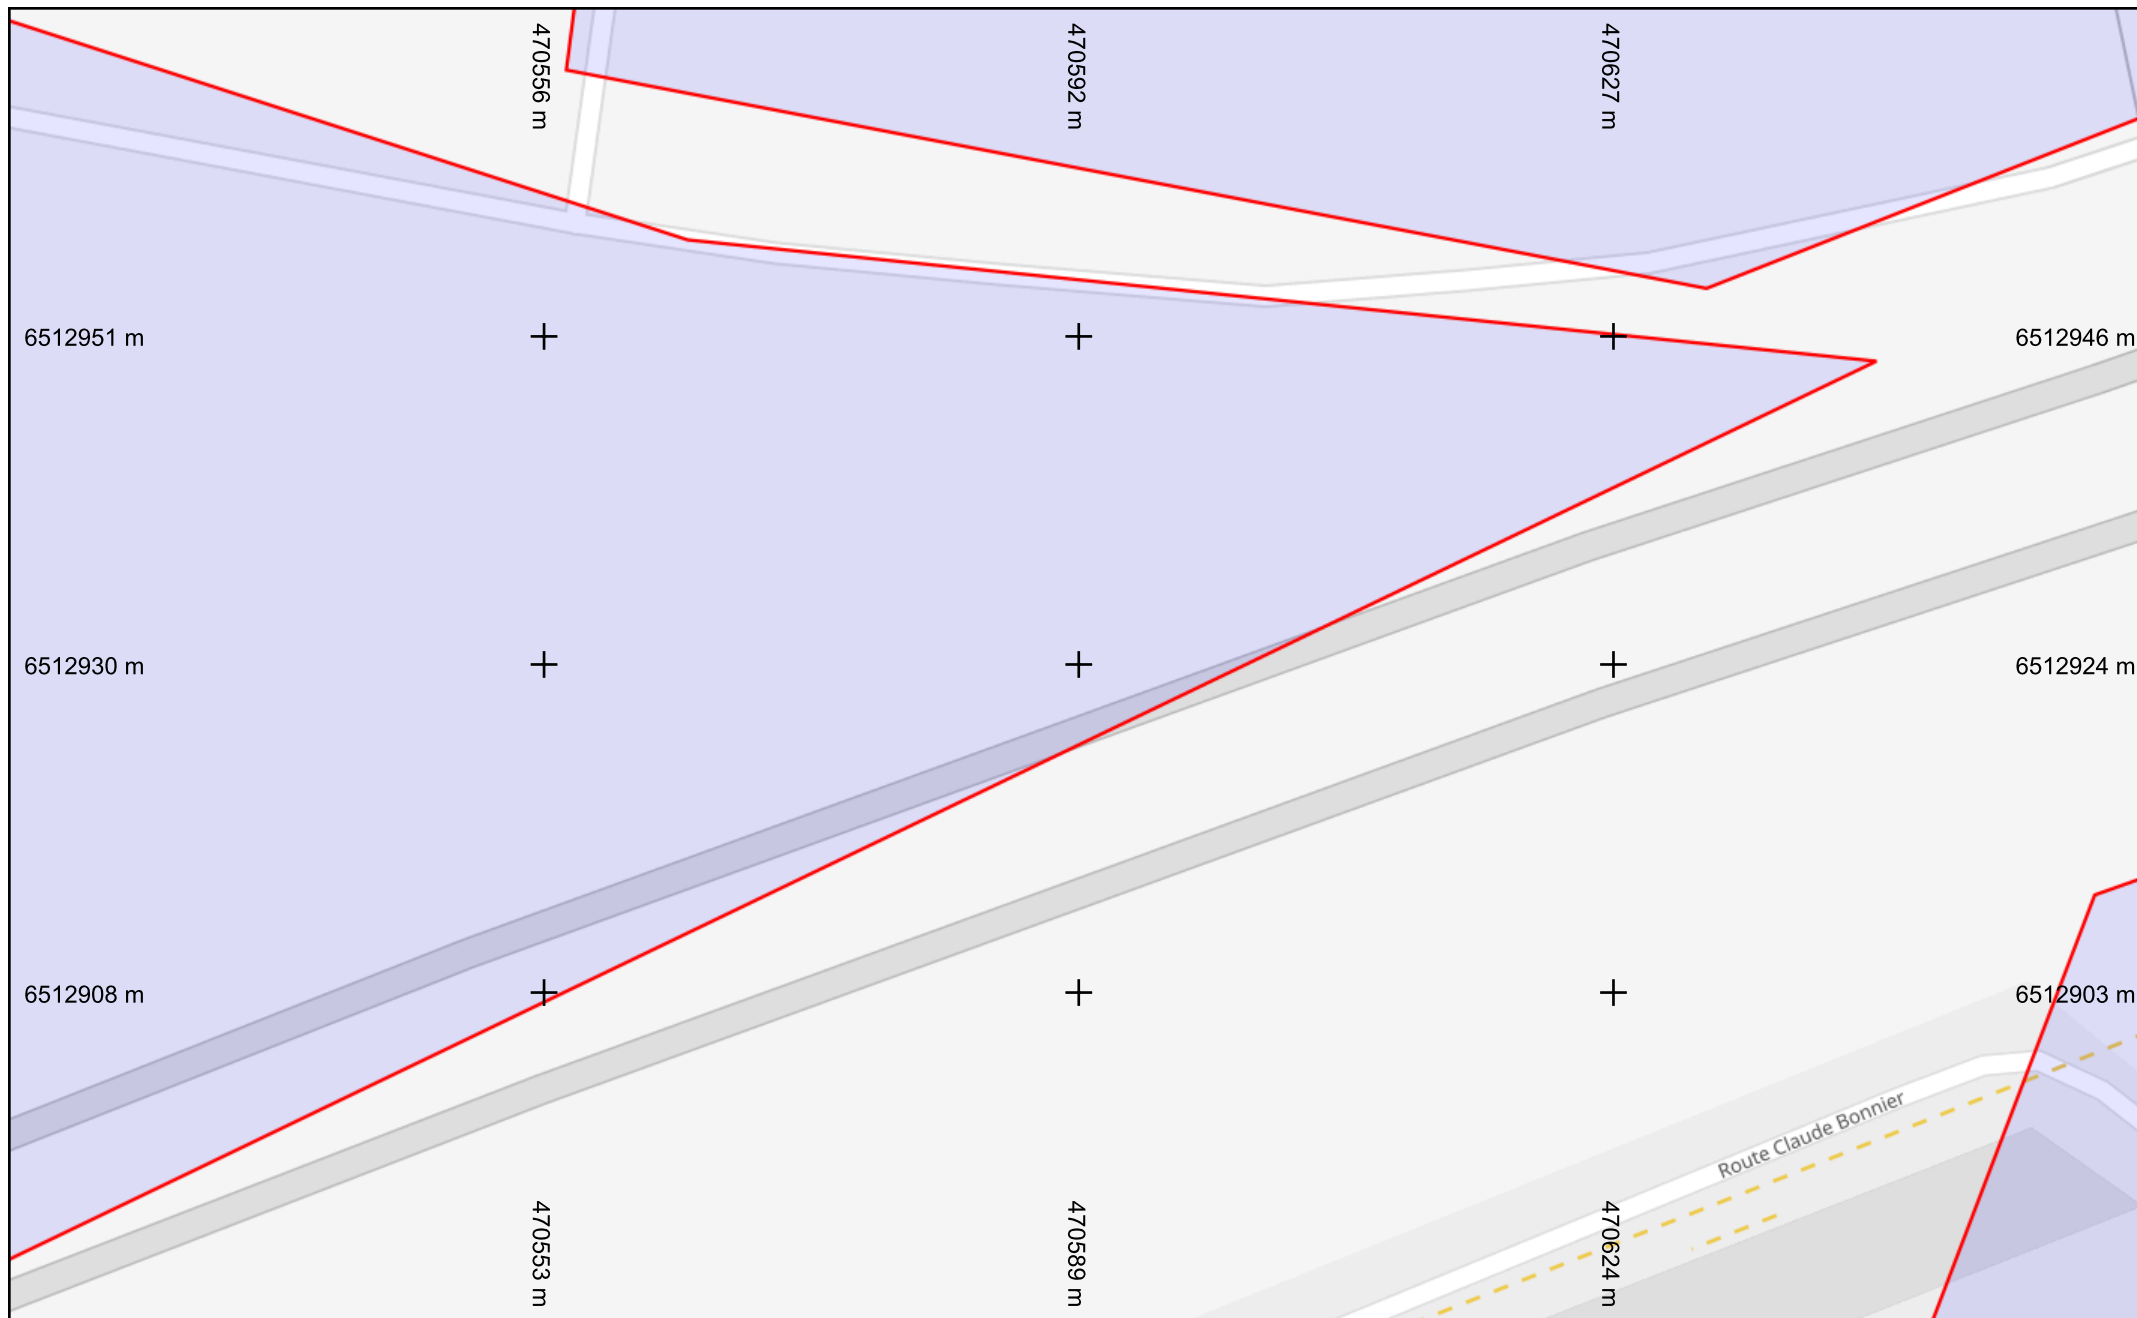 470556 m
470592 m
470627 m
6512951 m
6512946 m
6512930 m
6512924 m
6512908 m
6512903 m
Route Claude Bonnier
470553 m
470589 m
470624 m